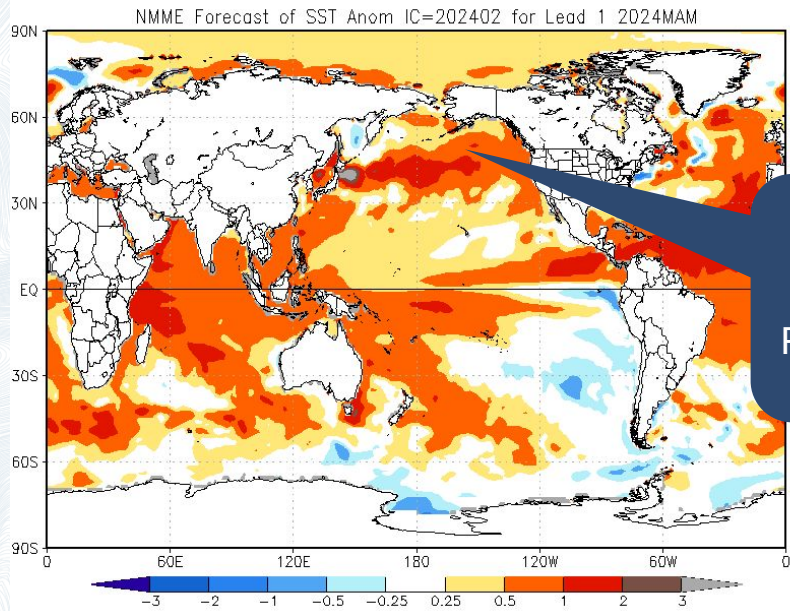 NMME Forecast of SST Anom IC=202402 for Lead 1 2024MAM
90N
60N
30N
EQ
30S
60S
90S
0 60E 120E 180 120W 60W 0
-3 -2 -1 -0.5 -0.25 0.25 0.5 1 2 3